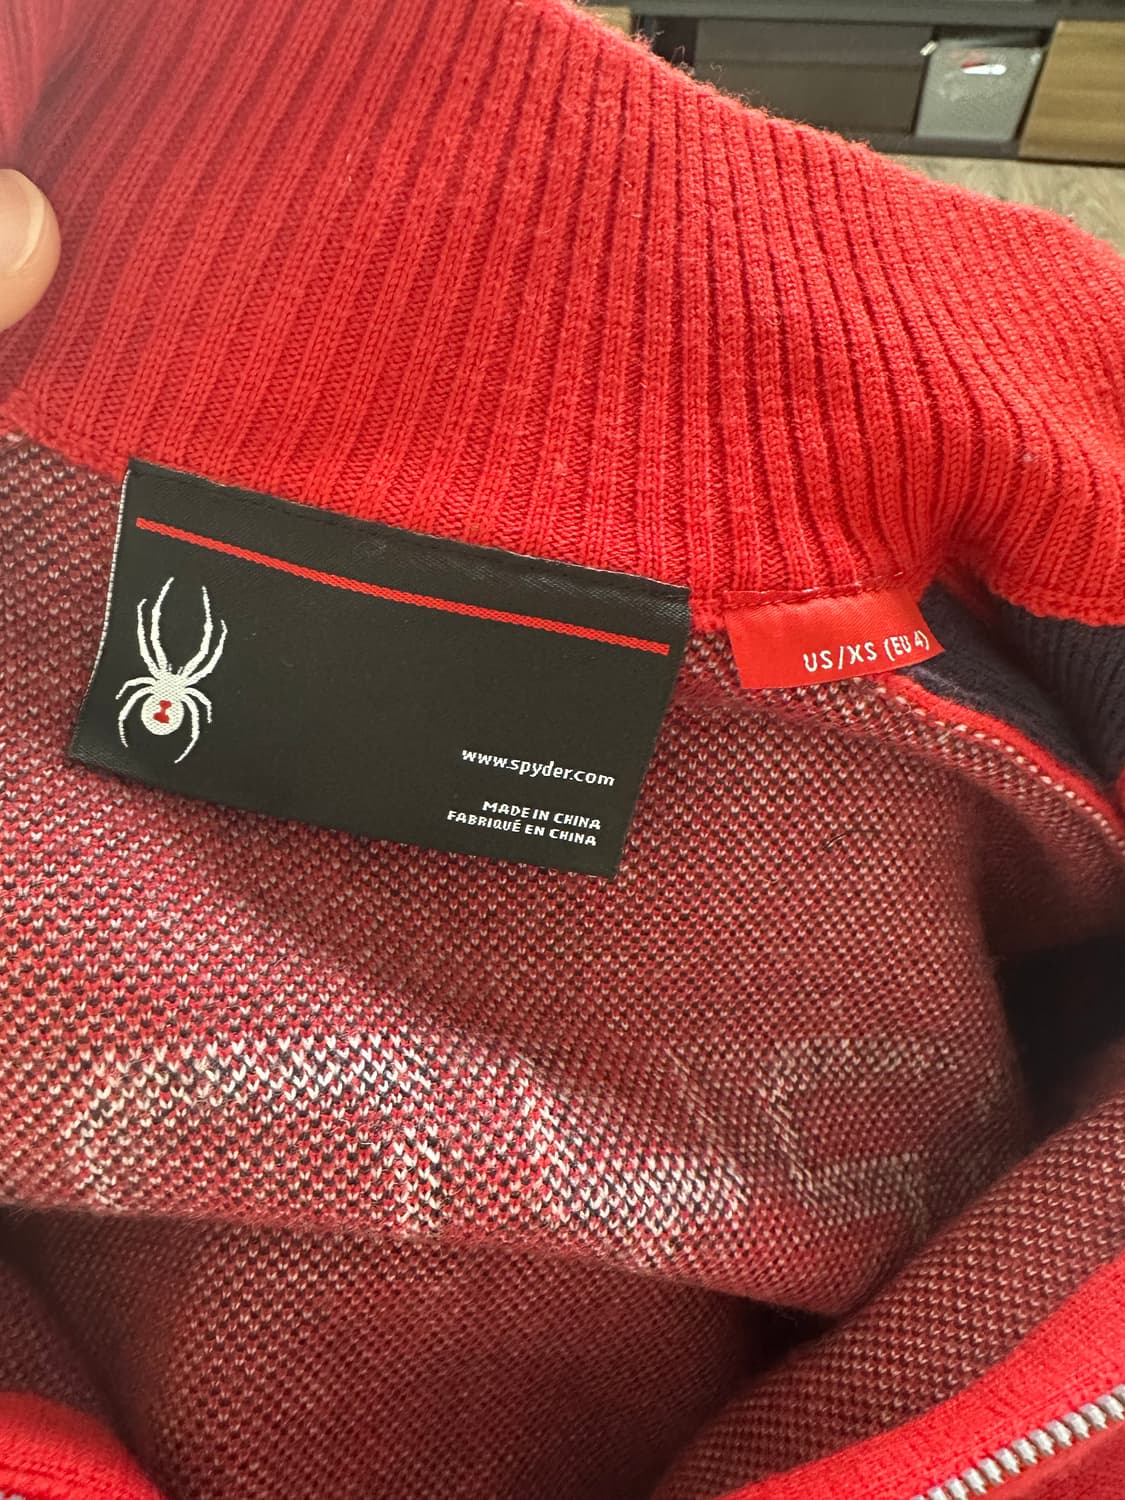 US/XS (EU 4)
www.spyder.com
MADE IN CHINA
FABRIQUÉ EN CHINA